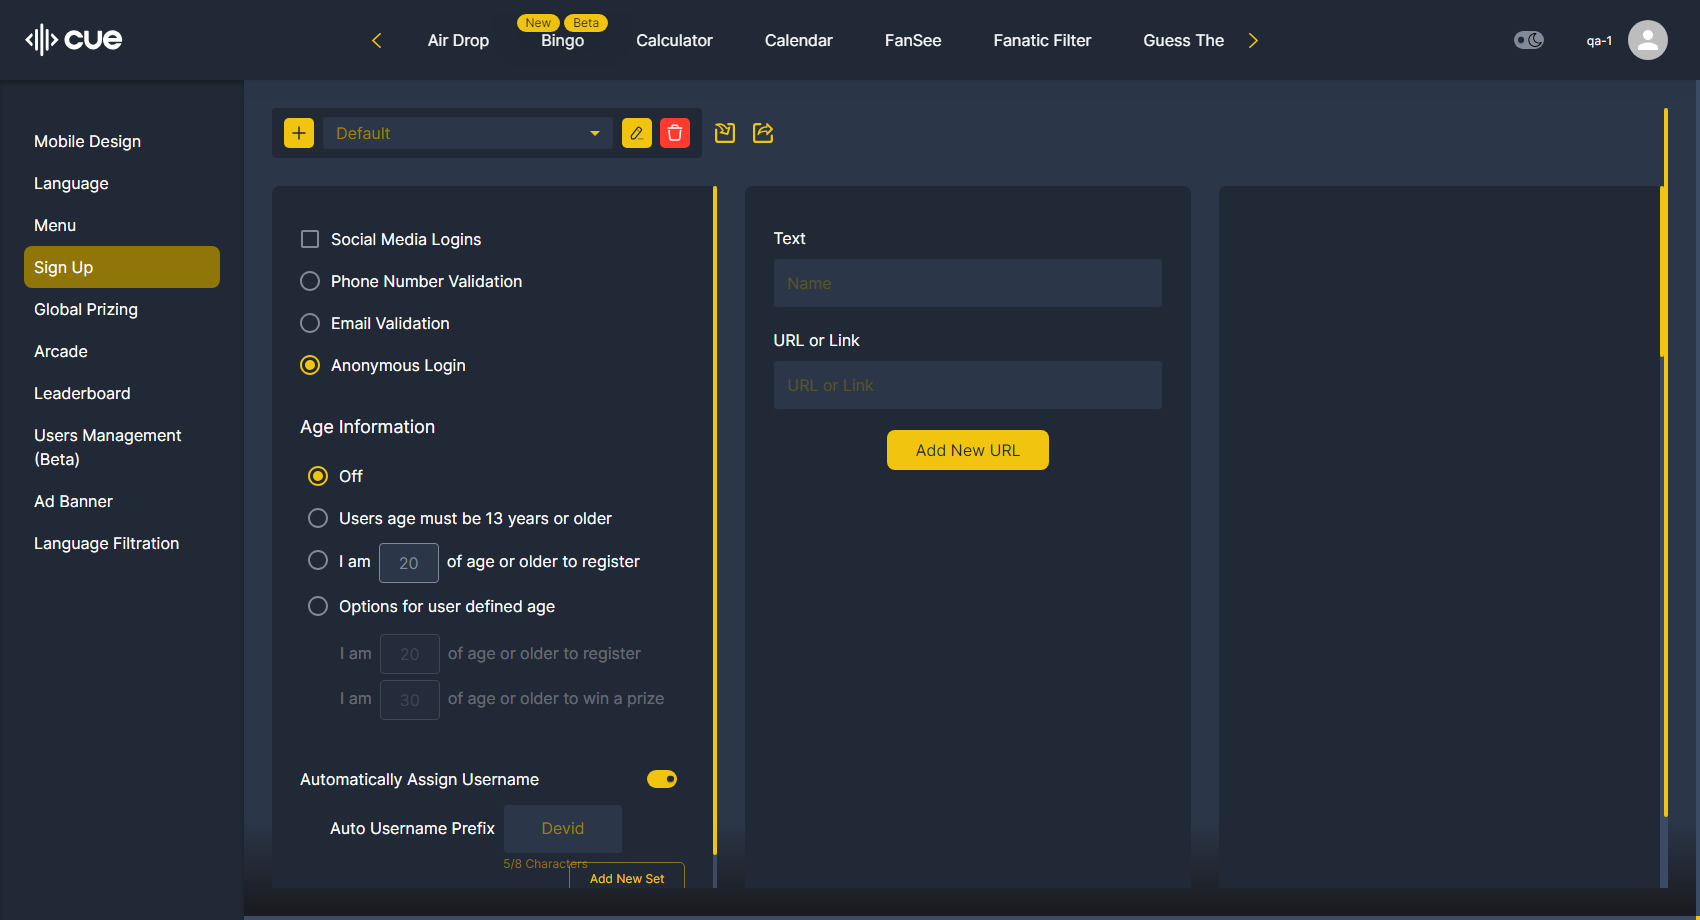 cue
New
Beta
Air Drop
Bingo
Calculator
Calendar
FanSee
Fanatic Filter
Guess The
qa-1
Mobile Design
Language
Menu
Sign Up
Global Prizing
Arcade
Leaderboard
Users Management
(Beta)
Ad Banner
Language Filtration
Default
Social Media Logins
Phone Number Validation
Email Validation
Anonymous Login
Age Information
Off
Users age must be 13 years or older
I am 20 of age or older to register
Options for user defined age
I am 20 of age or older to register
I am 30 of age or older to win a prize
Automatically Assign Username
Auto Username Prefix Devid
5/8 Characters
Add New Set
Text
Name
URL or Link
URL or Link
Add New URL